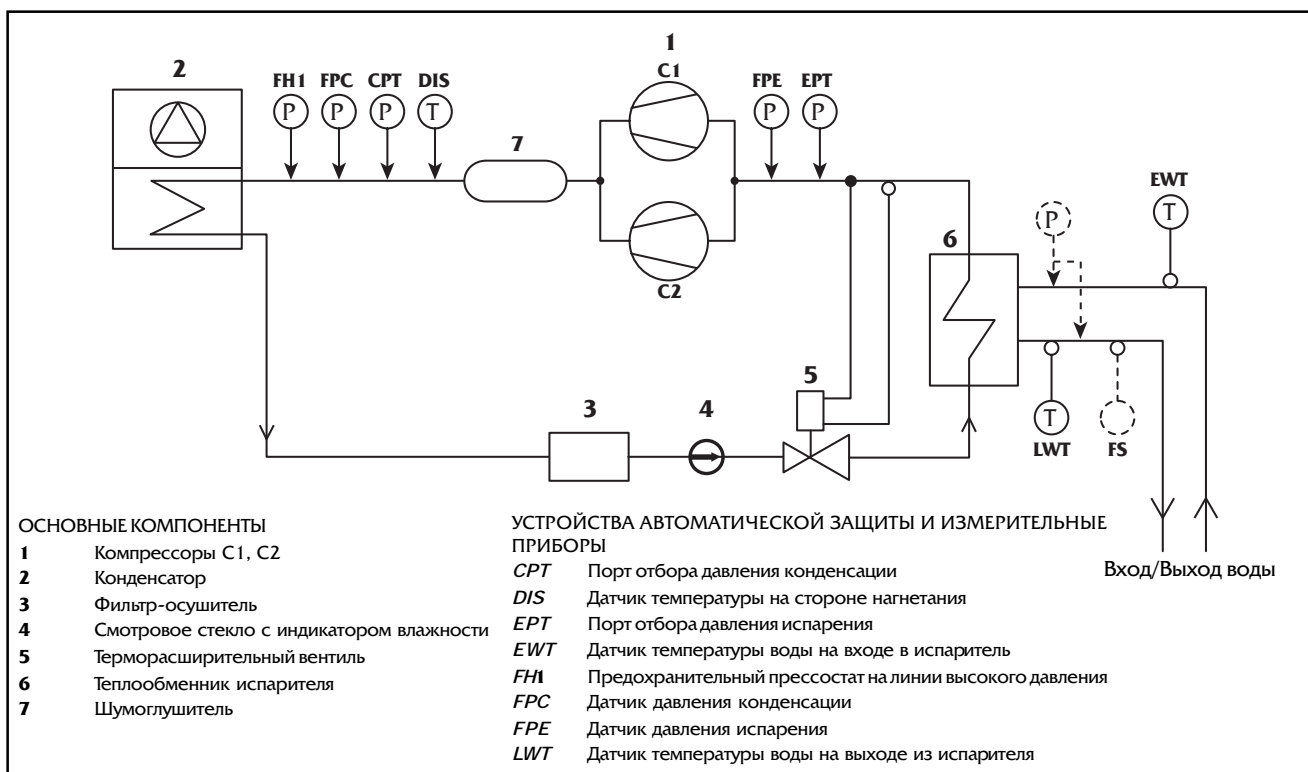 1
C1
2
FH1 FPC CPT DIS
P P P T
7
FPE EPT
P P
C2
EWT
T
P
6
5
3
4
T
LWT FS
Вход/Выход воды
ОСНОВНЫЕ КОМПОНЕНТЫ
1 Компрессоры C1, C2
2 Конденсатор
3 Фильтр-осушитель
4 Смотровое стекло с индикатором влажности
5 Терморасширительный вентиль
6 Теплообменник испарителя
7 Шумоглушитель
УСТРОЙСТВА АВТОМАТИЧЕСКОЙ ЗАЩИТЫ И ИЗМЕРИТЕЛЬНЫЕ
ПРИБОРЫ
CPT Порт отбора давления конденсации
DIS Датчик температуры на стороне нагнетания
EPT Порт отбора давления испарения
EWT Датчик температуры воды на входе в испаритель
FH1 Предохранительный прессостат на линии высокого давления
FPC Датчик давления конденсации
FPE Датчик давления испарения
LWT Датчик температуры воды на выходе из испарителя